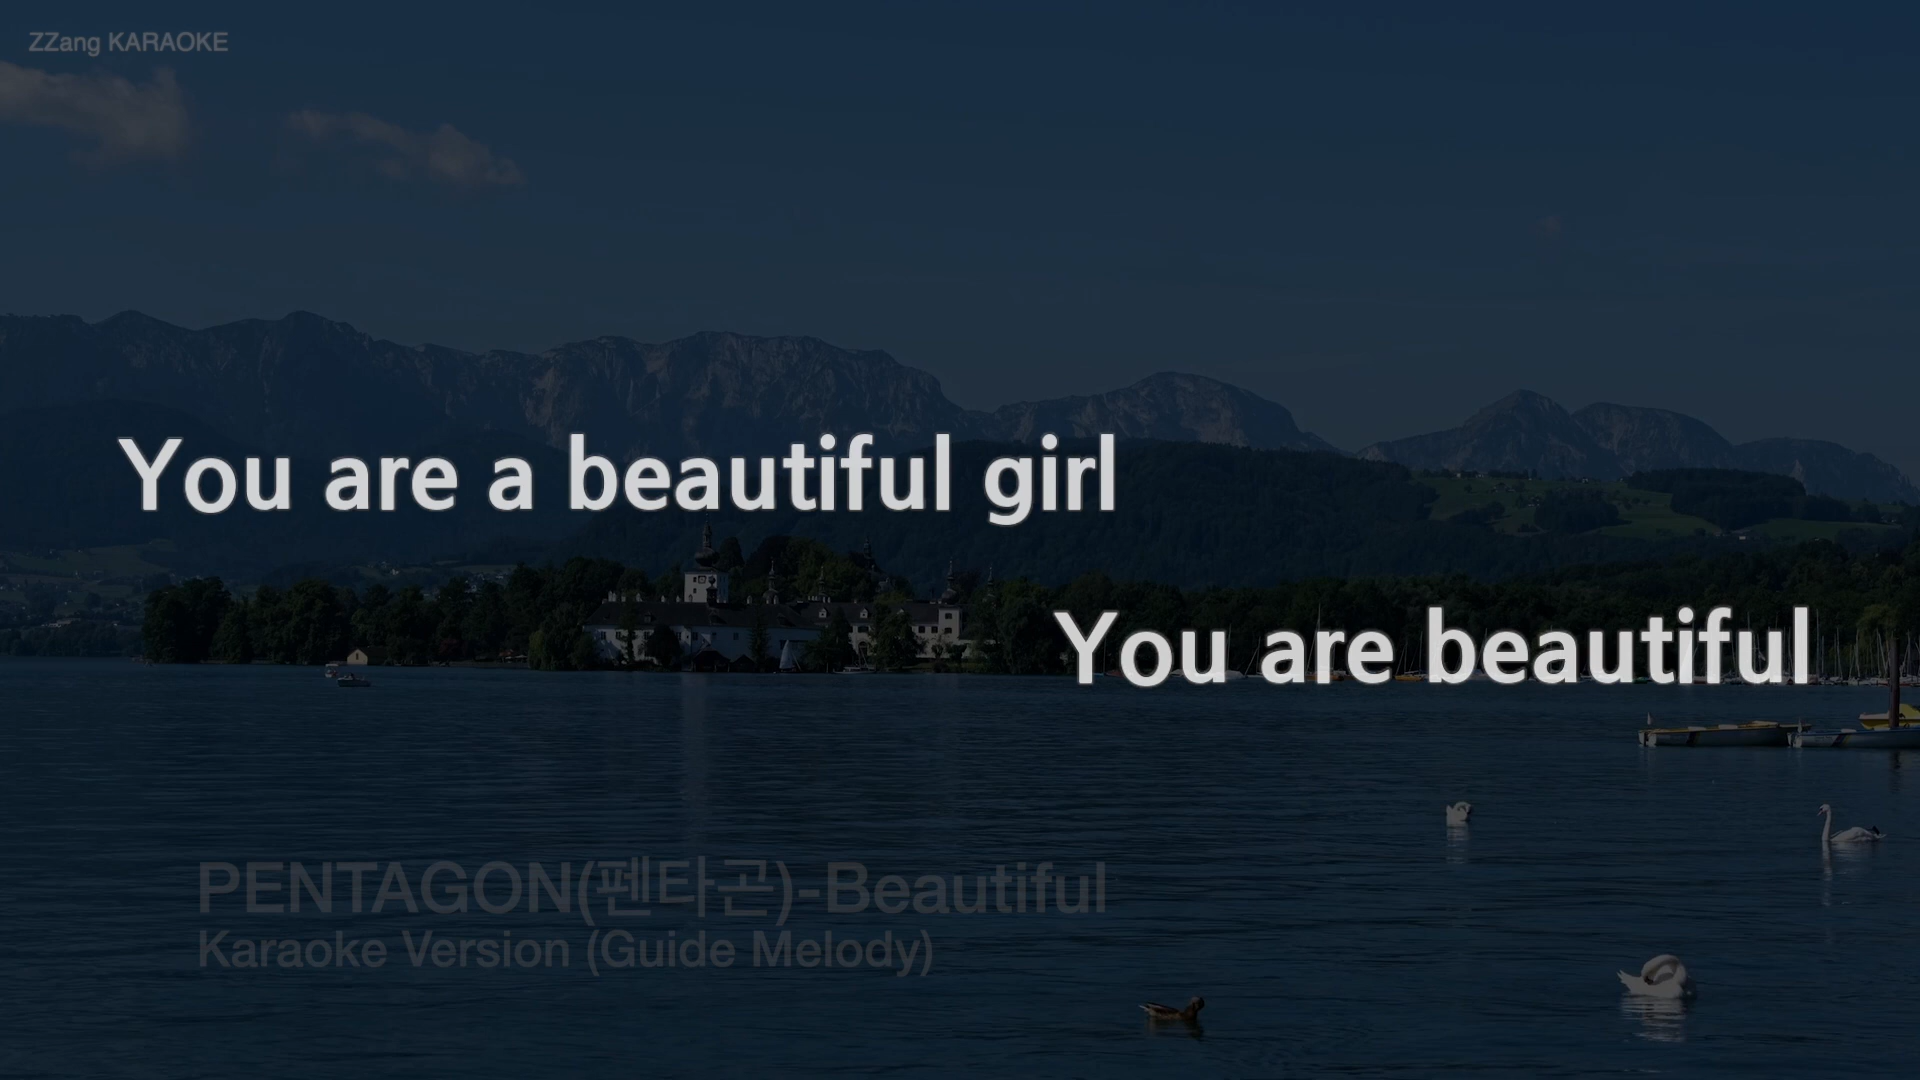 ZZang KARAOKE
You are a beautiful girl
You are beautiful
PENTAGON(펜타곤)-Beautiful
Karaoke Version (Guide Melody)